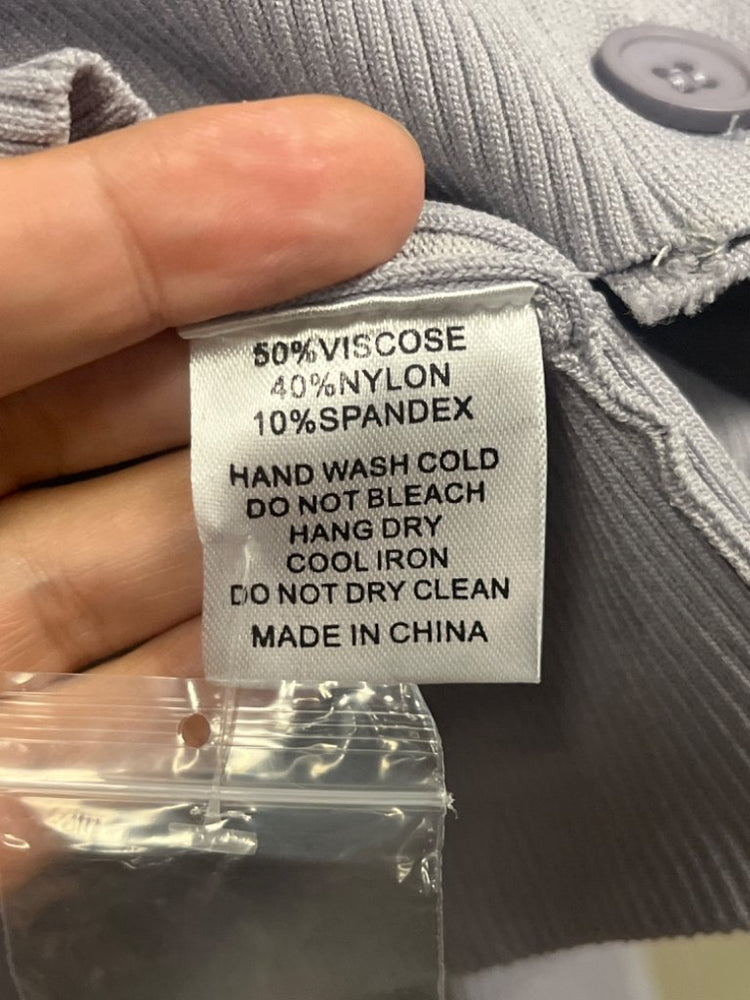 50%VISCOSE
40%NYLON
10%SPANDEX
HAND WASH COLD
DO NOT BLEACH
HANG DRY
COOL IRON
DO NOT DRY CLEAN
MADE IN CHINA